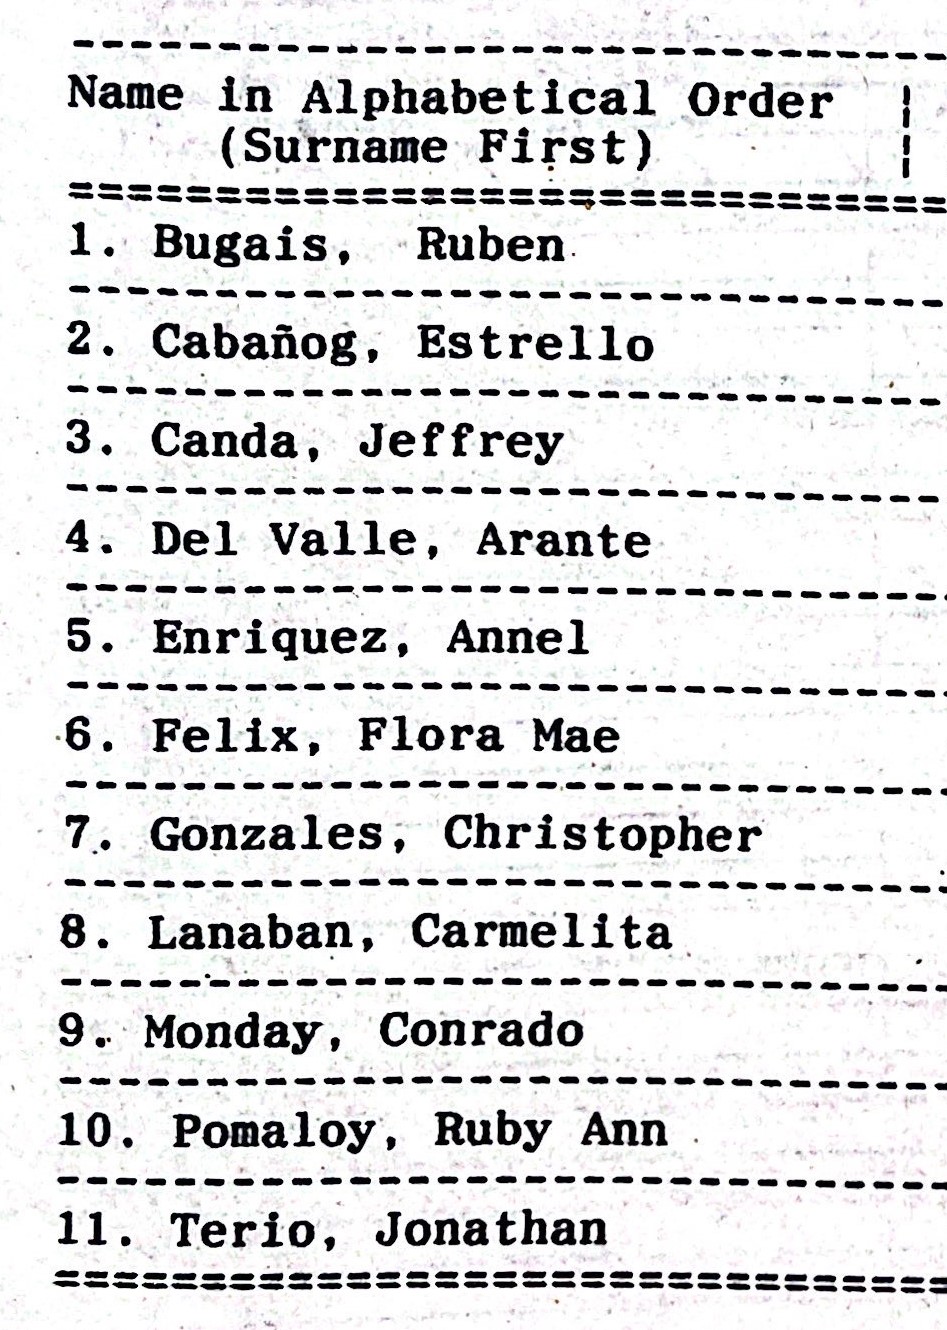 Name in Alphabetical Order
(Surname First)
1. Bugais, Ruben
2. Cabañog, Estrello
3. Canda, Jeffrey
4. Del Valle, Arante
5. Enriquez, Annel
6. Felix, Flora Mae
7. Gonzales, Christopher
8. Lanaban, Carmelita
9. Monday, Conrado
10. Pomaloy, Ruby Ann
11. Terio, Jonathan